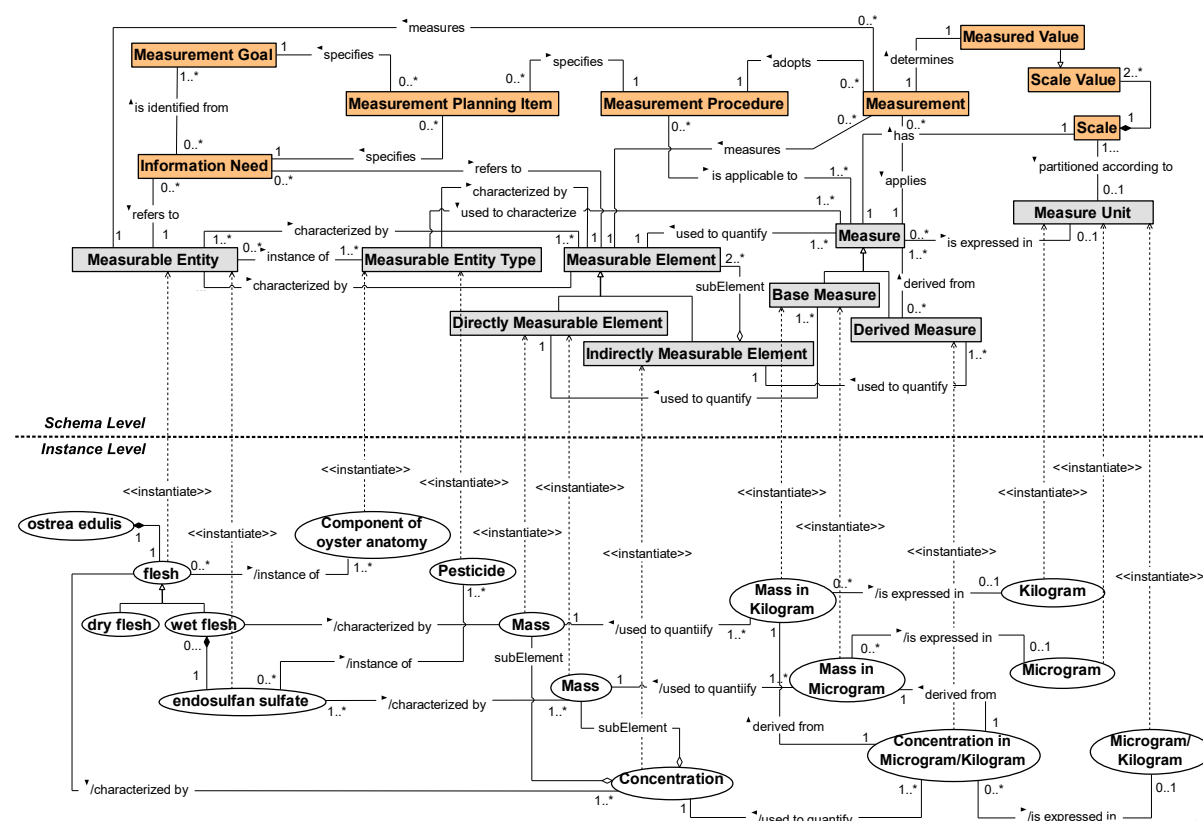 ◄measures
0..*
1
Measured Value
Measurement Goal
1
◄specifies
0..*
◄specifies
1
◄adopts
▲determines
Scale Value
2..*
1..*
0..*
1
1
0..*
1
▲is identified from
Measurement Planning Item
Measurement Procedure
Measurement
0..*
0..*
0..*
0..*
1
▲has
1
Scale
1
0..*
Information Need
1
◄specifies
◄measures
1...
0..*
0..*
►refers to
►is applicable to
1..*
▼partitioned according to
▼refers to
►characterized by
▼used to characterize
1..*
▼applies
0..1
Measure Unit
1
1
1..*
►characterized by
1..*
1
1
1
1
◄used to quantify
1
1
Measure
0..*
►is expressed in
0..1
Measurable Entity
0..*
►instance of
1..*
Measurable Entity Type
Measurable Element
1..*
1..*
►characterized by
2..*
subElement
Base Measure
▲derived from
1..*
0..*
Directly Measurable Element
Derived Measure
1
Indirectly Measurable Element
1..*
1
◄used to quantify
◄used to quantify
Schema Level
Instance Level
<<instantiate>>
<<instantiate>>
<<instantiate>>
<<instantiate>>
<<instantiate>>
<<instantiate>>
<<instantiate>>
<<instantiate>>
<<instantiate>>
<<instantiate>>
<<instantiate>>
<<instantiate>>
ostrea edulis
1
Component of
oyster anatomy
1
flesh
0..*
►/instance of
1..*
Pesticide
1..*
Mass in
Kilogram
0..*
►/is expressed in
0..1
Kilogram
dry flesh
wet flesh
►/characterized by
Mass
1
◄/used to quantiify
1..*
1
►/is expressed in
0...
subElement
0..*
0..1
Microgram
1
►/instance of
0..*
Mass
1
◄/used to quantiify
1..*
Mass in
Microgram
endosulfan sulfate
1..*
►/characterized by
1..*
1
◄derived from
1
subElement
▲derived from
1
Concentration in
Microgram/Kilogram
Microgram/
Kilogram
▼/characterized by
1..*
Concentration
1
1..*
0..*
0..1
◄/used to quantify
►/is expressed in